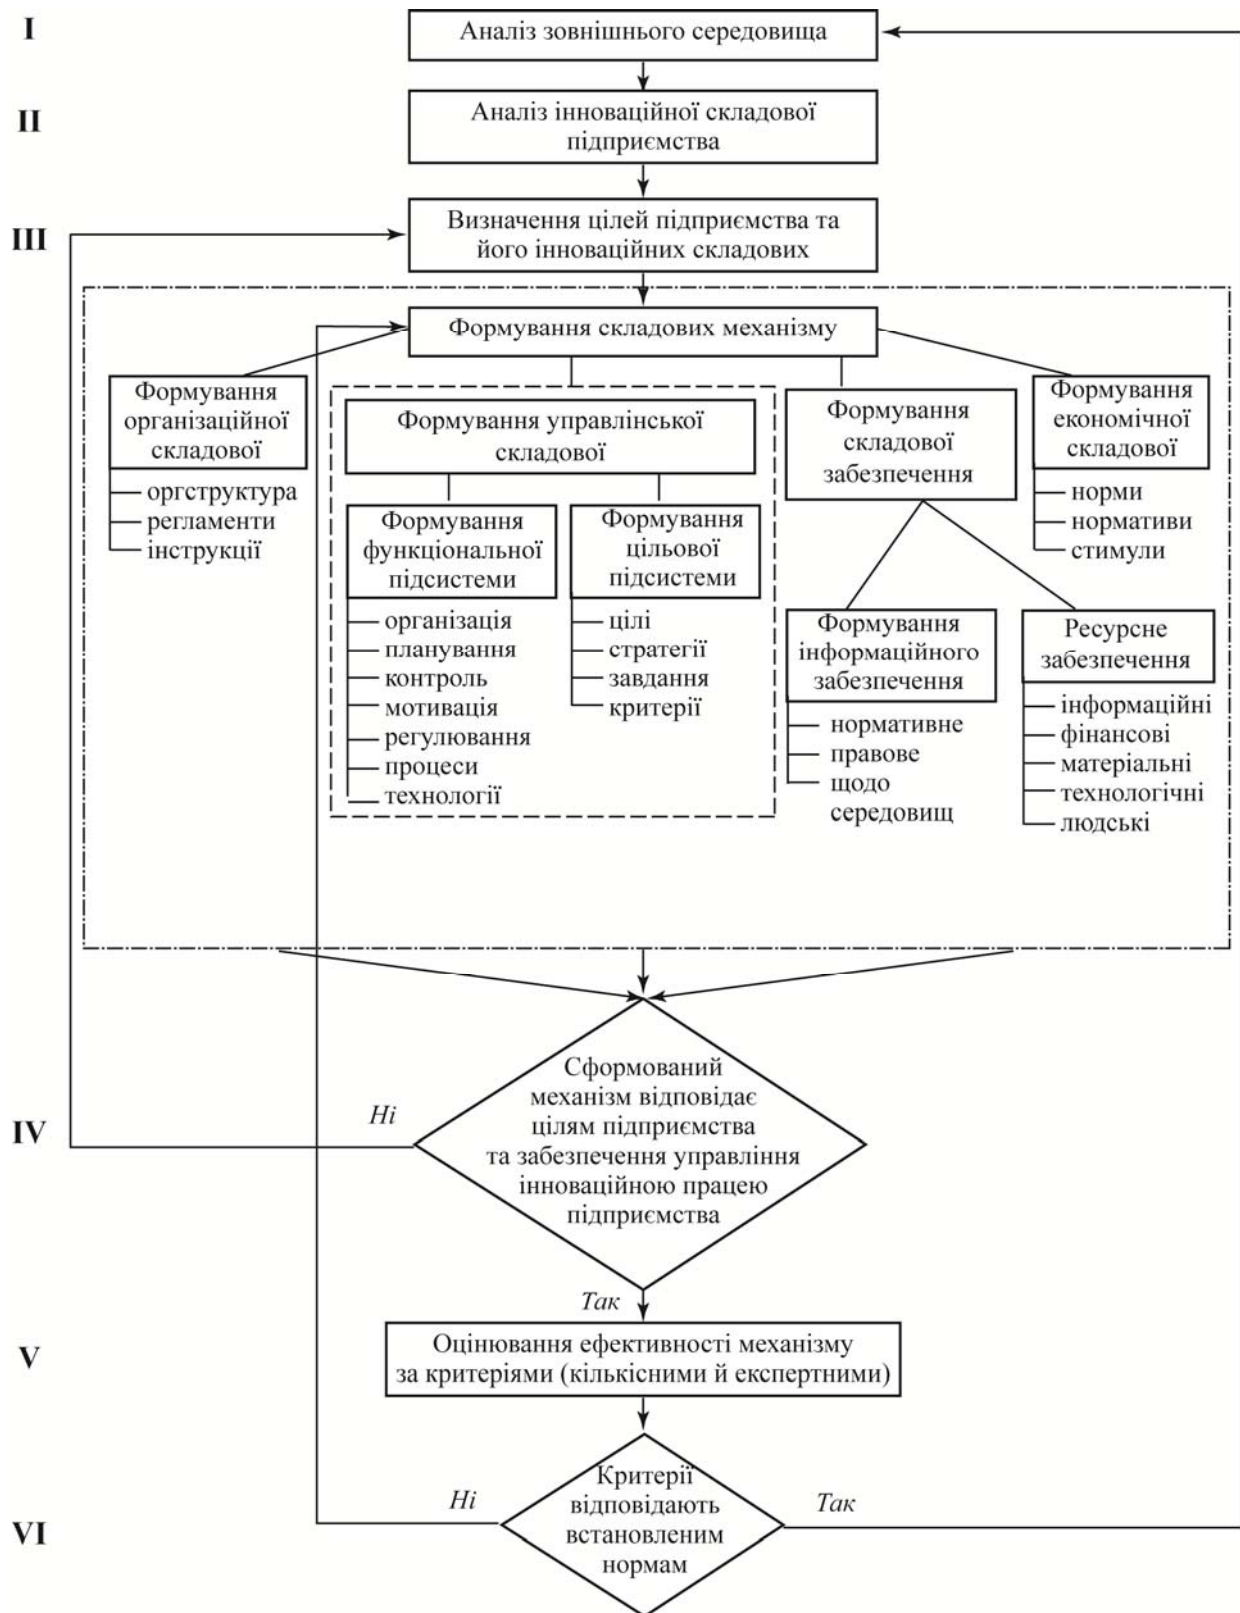 I
Аналіз зовнішнього середовища
II
Аналіз інноваційної складової
підприємства
III
Визначення цілей підприємства та
його інноваційних складових
Формування складових механізму
Формування
організаційної
складової
оргструктура
регламенти
інструкції
Формування управлінської
складової
Формування
функціональної
підсистеми
організація
планування
контроль
мотивація
регулювання
процеси
технології
Формування
цільової
підсистеми
цілі
стратегії
завдання
критерії
Формування
складової
забезпечення
Формування
інформаційного
забезпечення
нормативне
правове
щодо
середовищ
Ресурсне
забезпечення
інформаційні
фінансові
матеріальні
технологічні
людські
Формування
економічної
складової
норми
нормативи
стимули
IV
Сформований
механізм відповідає
цілям підприємства
та забезпечення управління
інноваційною працею
підприємства
Ні
Так
V
Оцінювання ефективності механізму
за критеріями (кількісними й експертними)
VI
Критерії
відповідають
встановленим
нормам
Ні
Так